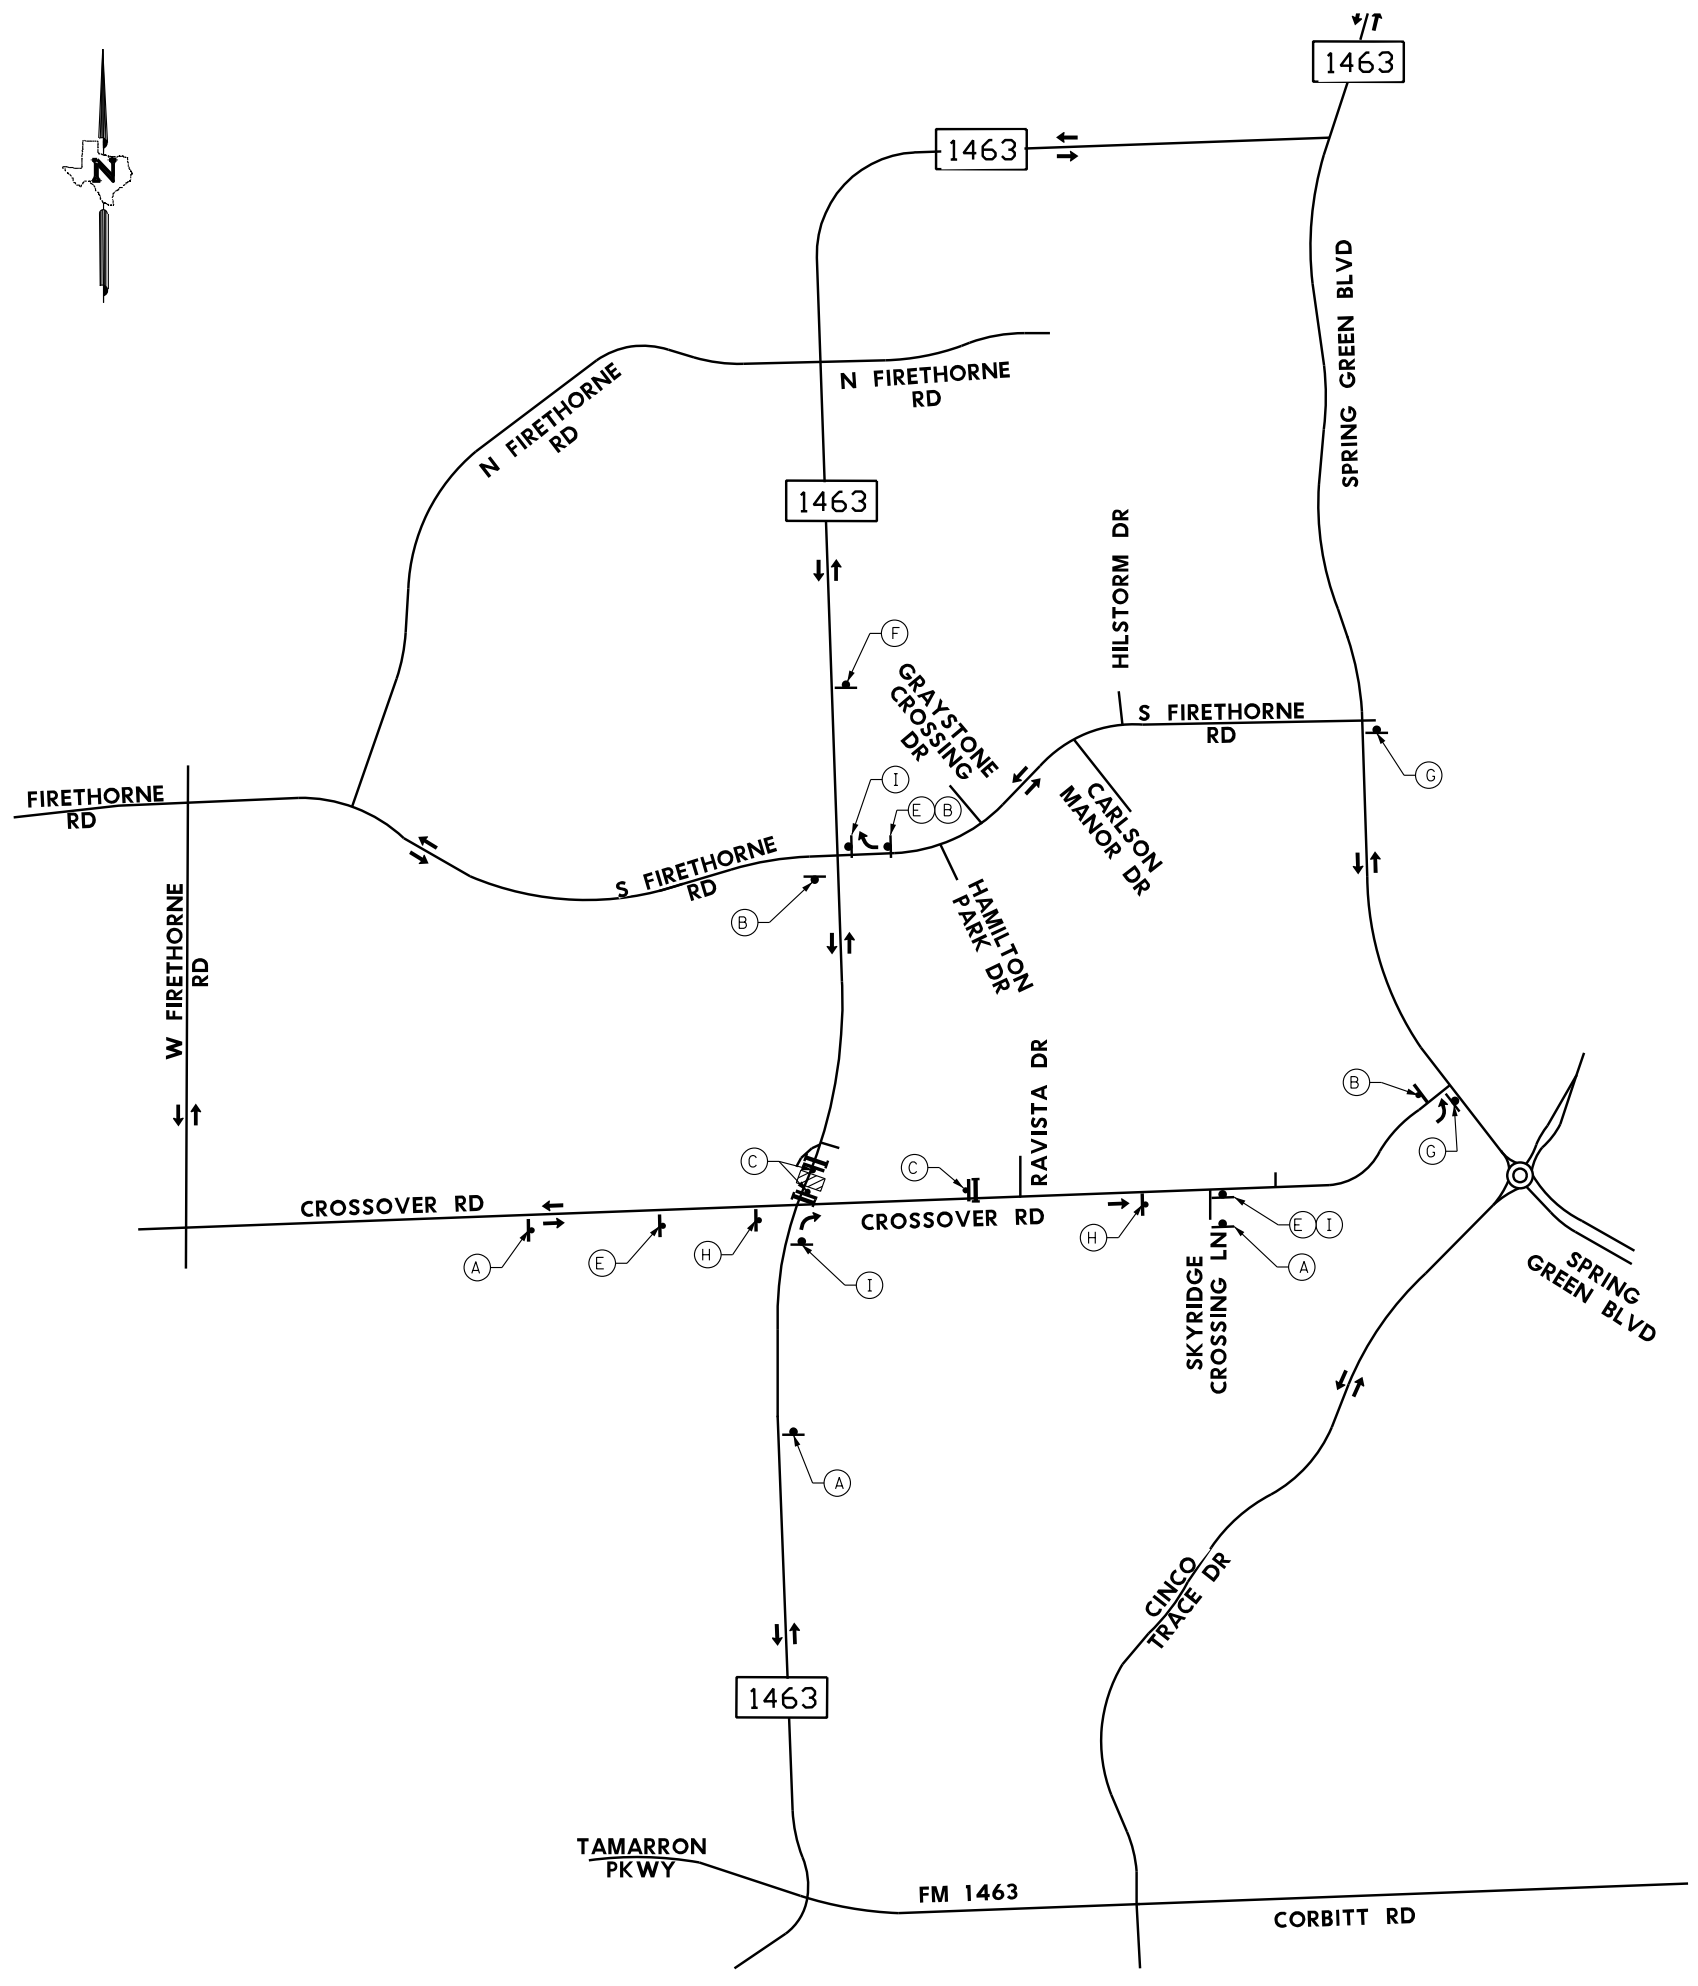 1463
1463
N
SPRING GREEN BLVD
N FIRETHORNE
RD
N FIRETHORNE
RD
1463
HILSTORM DR
F
GRAYSTONE
CROSSING
DR
S FIRETHORNE
RD
G
I
E B
FIRETHORNE
RD
CARLSON
MANOR DR
S FIRETHORNE
RD
B
HAMILTON
PARK DR
W FIRETHORNE
RD
RAVISTA DR
B
G
C
C
CROSSOVER RD
CROSSOVER RD
A
E
H
H
E I
A
I
SKYRIDGE
CROSSING LN
SPRING
GREEN BLVD
A
CINCO
TRACE DR
1463
TAMARRON
PKWY
FM 1463
CORBITT RD